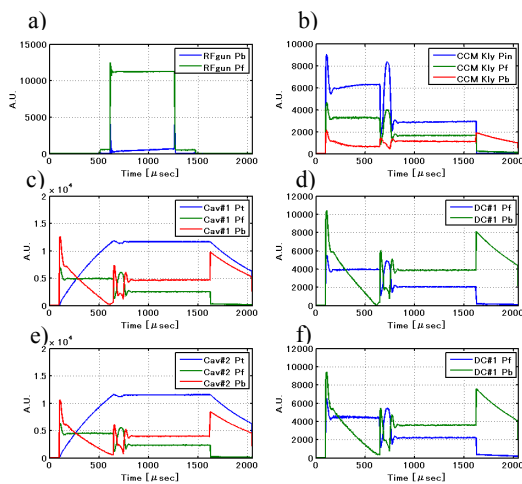 a)
RFgun Pb
RFgun Pf
A.U.
15000
10000
5000
0
0 500 1000 1500 2000
Time [μsec]
b)
CCM Kly Pin
CCM Kly Pf
CCM Kly Pb
A.U.
10000
8000
6000
4000
2000
0
0 500 1000 1500 2000
Time [μsec]
c)
x 10^4
Cav#1 Pt
Cav#1 Pf
Cav#1 Pb
A.U.
2
1.5
1
0.5
0
0 500 1000 1500 2000
Time [μsec]
d)
DC#1 Pf
DC#1 Pb
A.U.
12000
10000
8000
6000
4000
2000
0
0 500 1000 1500 2000
Time [μsec]
e)
x 10^4
Cav#2 Pt
Cav#2 Pf
Cav#2 Pb
A.U.
2
1.5
1
0.5
0
0 500 1000 1500 2000
Time [μsec]
f)
DC#1 Pf
DC#1 Pb
A.U.
12000
10000
8000
6000
4000
2000
0
0 500 1000 1500 2000
Time [μsec]